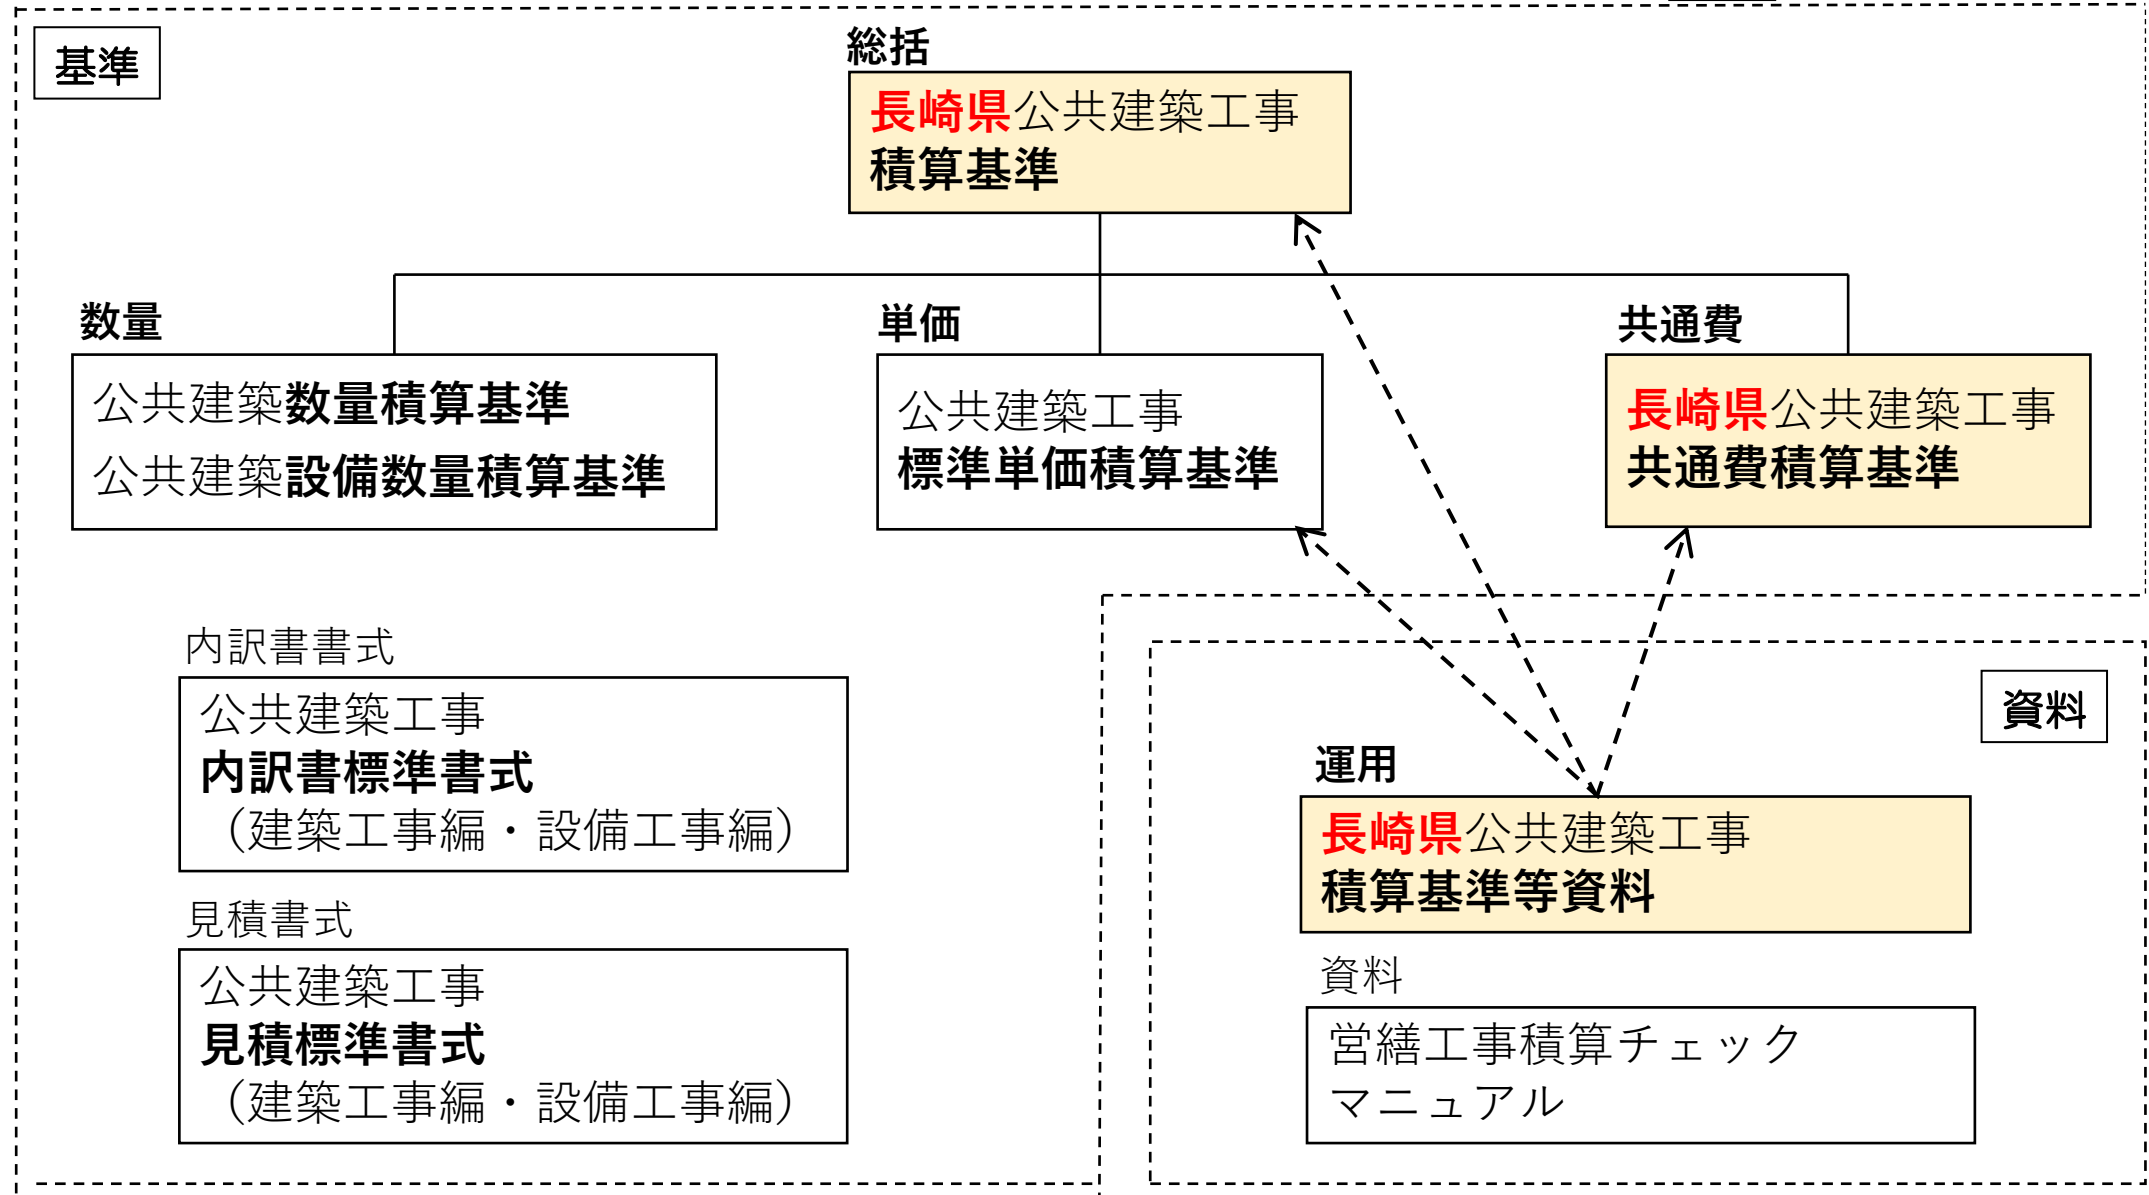 基準
総括
長崎県公共建築工事
積算基準
数量
公共建築数量積算基準
公共建築設備数量積算基準
単価
公共建築工事
標準単価積算基準
共通費
長崎県公共建築工事
共通費積算基準
内訳書書式
公共建築工事
内訳書標準書式
（建築工事編・設備工事編）
見積書式
公共建築工事
見積標準書式
（建築工事編・設備工事編）
資料
運用
長崎県公共建築工事
積算基準等資料
資料
営繕工事積算チェック
マニュアル